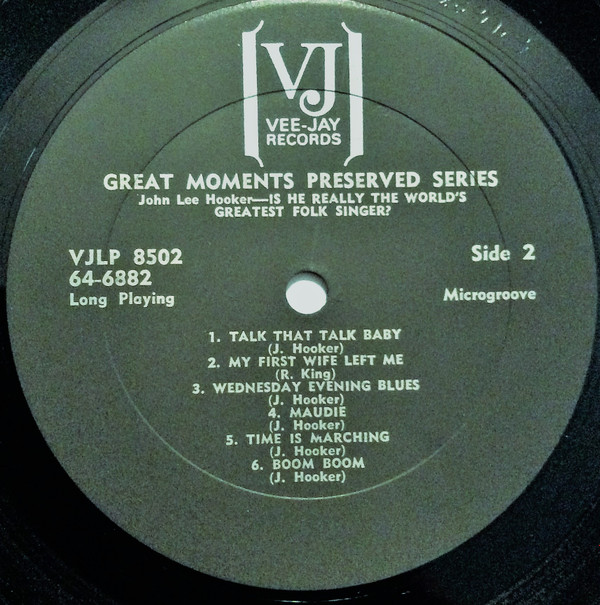 VJ
VEE-JAY
RECORDS
GREAT MOMENTS PRESERVED SERIES
John Lee Hooker—IS HE REALLY THE WORLD'S
GREATEST FOLK SINGER?
VJLP 8502
64-6882
Long Playing
Side 2
Microgroove
1. TALK THAT TALK BABY
(J. Hooker)
2. MY FIRST WIFE LEFT ME
(R. King)
3. WEDNESDAY EVENING BLUES
(J. Hooker)
4. MAUDIE
(J. Hooker)
5. TIME IS MARCHING
(J. Hooker)
6. BOOM BOOM
(J. Hooker)